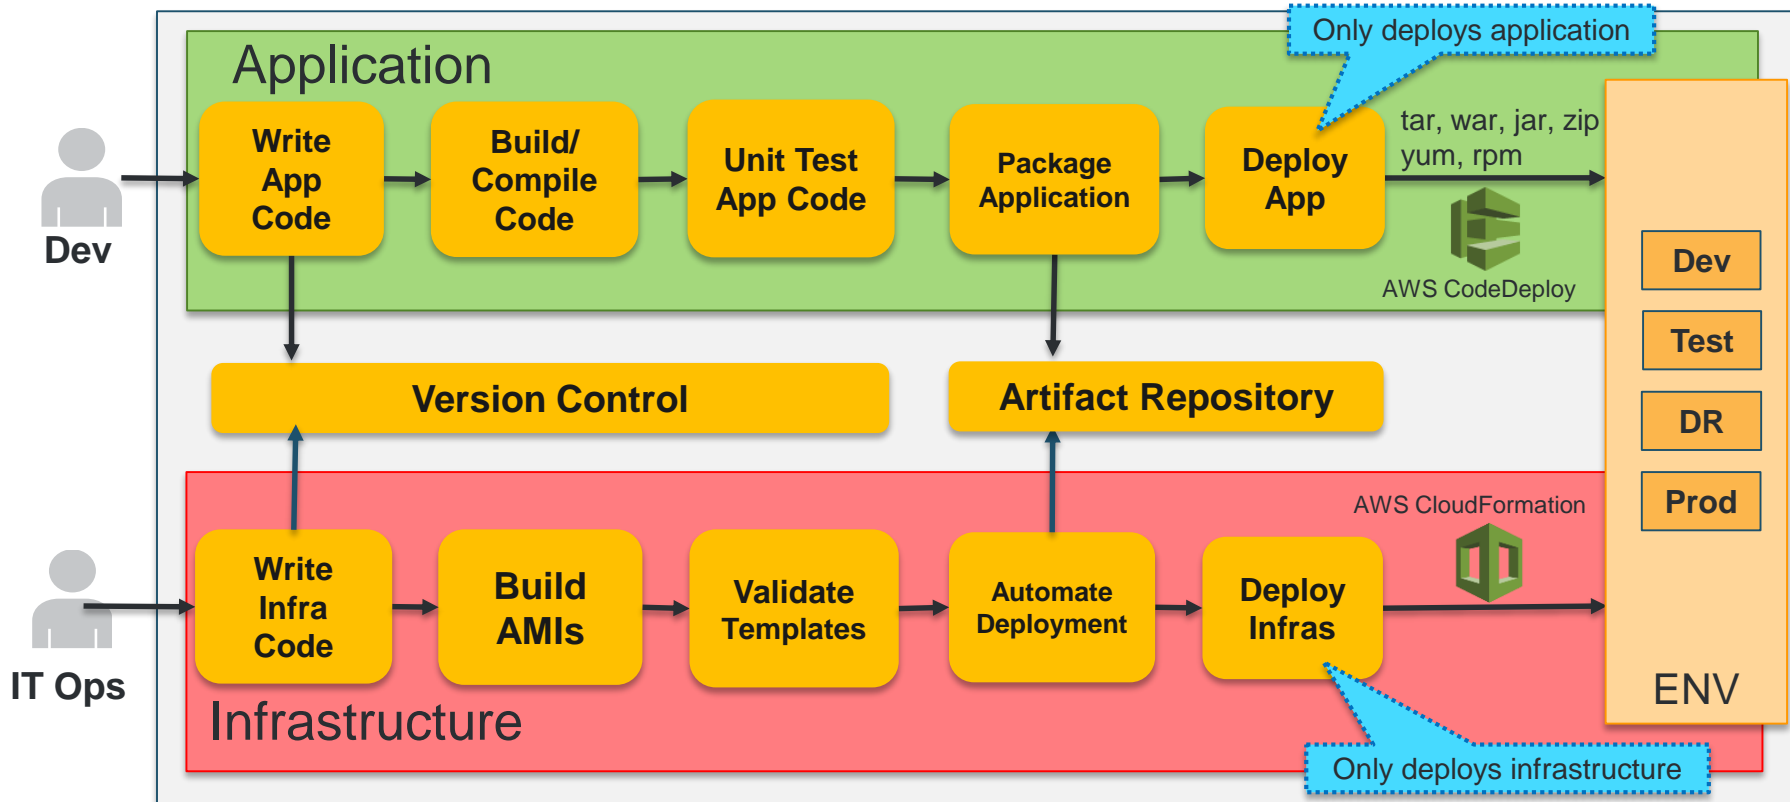 Only deploys application
Application
Write
App
Code
Build/
Compile
Code
Unit Test
App Code
Package
Application
Deploy
App
tar, war, jar, zip
yum, rpm
AWS CodeDeploy
Dev
Dev
Test
DR
Prod
ENV
Version Control
Artifact Repository
AWS CloudFormation
Write
Infra
Code
Build
AMIs
Validate
Templates
Automate
Deployment
Deploy
Infras
IT Ops
Infrastructure
Only deploys infrastructure